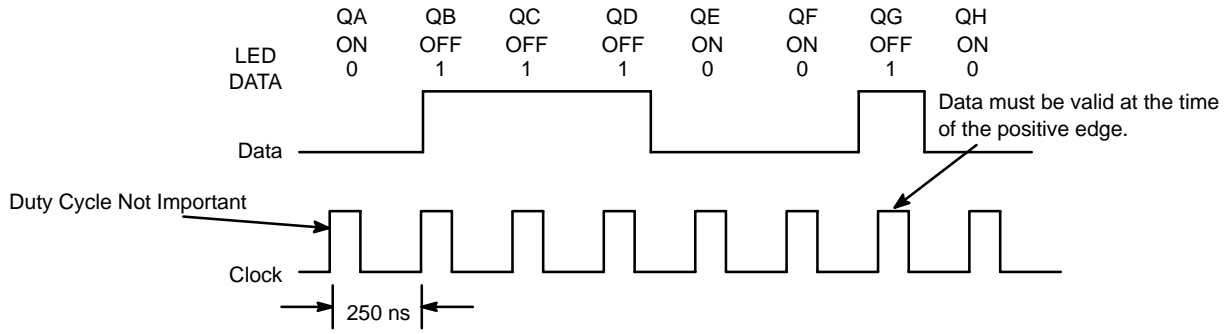 QA QB QC QD QE QF QG QH
ON OFF OFF OFF ON ON OFF ON
LED DATA
0 1 1 1 0 0 1 0
Data must be valid at the time
of the positive edge.
Data
Duty Cycle Not Important
Clock
250 ns